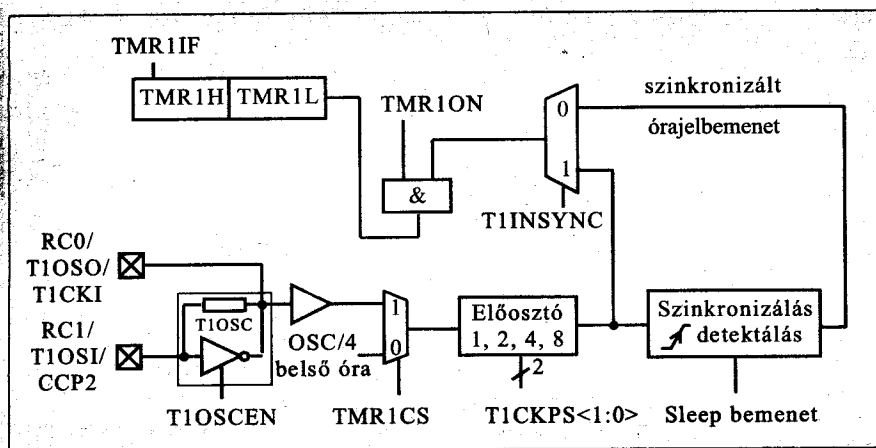 TMR1IF
TMR1H TMR1L
TMR1ON
&
0
1
T1INSYNC
szinkronizált
órajelbemenet
RC0/
T1OSO/
T1CKI
RC1/
T1OSI/
CCP2
T1OSC
T1OSCEN
OSC/4
belső óra
1
0
TMR1CS
Előosztó
1, 2, 4, 8
2
T1CKPS<1:0>
Szinkronizálás
detektálás
Sleep bemenet